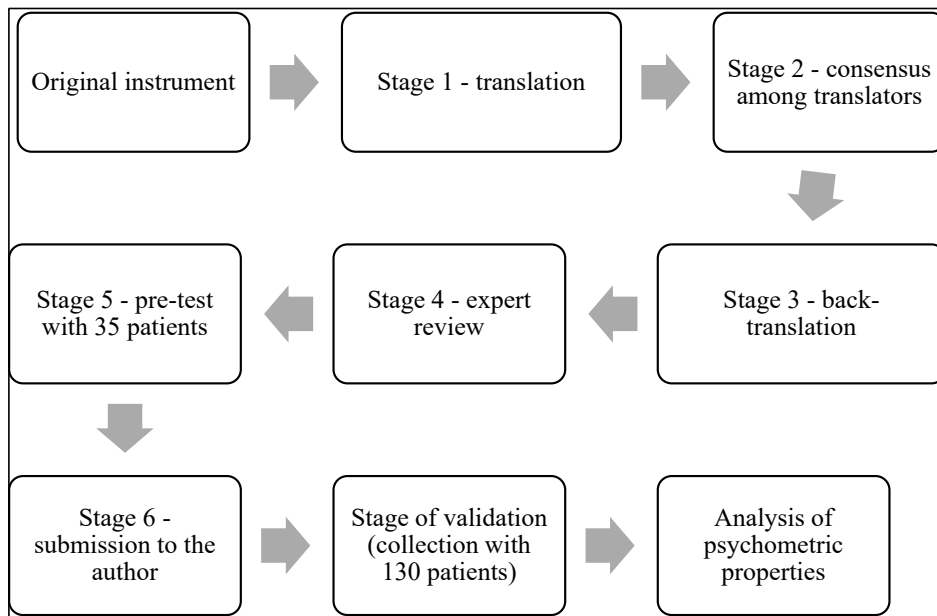 Original instrument
Stage 1 - translation
Stage 2 - consensus
among translators
Stage 3 - back-
translation
Stage 4 - expert
review
Stage 5 - pre-test
with 35 patients
Stage 6 -
submission to the
author
Stage of validation
(collection with
130 patients)
Analysis of
psychometric
properties